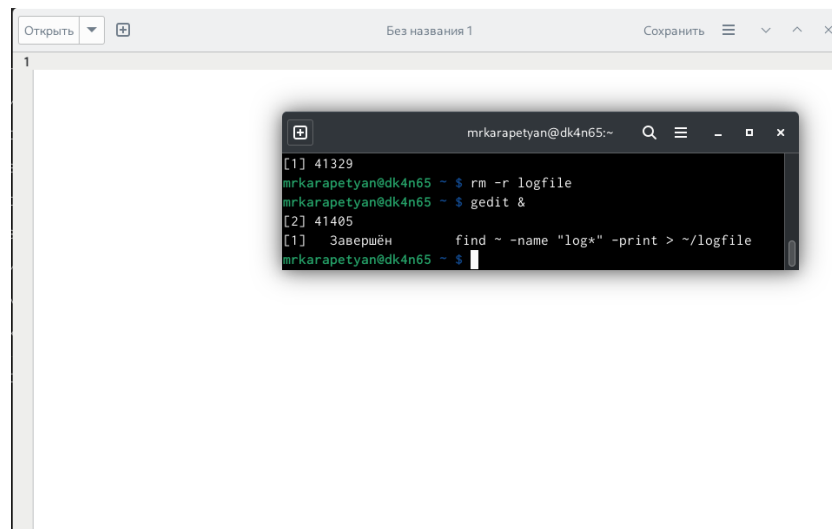 Открыть Без названия 1 Сохранить
1
mrkarapetyan@dk4n65:~
[1] 41329
mrkarapetyan@dk4n65 ~ $ rm -r logfile
mrkarapetyan@dk4n65 ~ $ gedit &
[2] 41405
[1]   Завершён        find ~ -name "log*" -print > ~/logfile
mrkarapetyan@dk4n65 ~ $